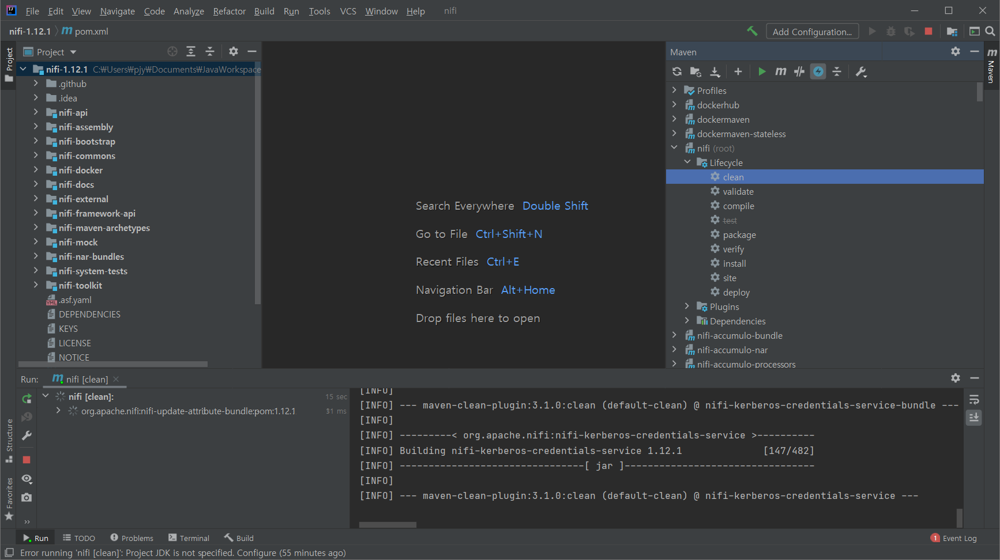 File Edit View Navigate Code Analyze Refactor Build Run Tools VCS Window Help nifi
nifi-1.12.1 pom.xml
Add Configuration...
Project
Project
nifi-1.12.1 C:₩Users₩pjy₩Documents₩JavaWorkspace
.github
.idea
nifi-api
nifi-assembly
nifi-bootstrap
nifi-commons
nifi-docker
nifi-docs
nifi-external
nifi-framework-api
nifi-maven-archetypes
nifi-mock
nifi-nar-bundles
nifi-system-tests
nifi-toolkit
.asf.yaml
DEPENDENCIES
KEYS
LICENSE
NOTICE
Search Everywhere Double Shift
Go to File Ctrl+Shift+N
Recent Files Ctrl+E
Navigation Bar Alt+Home
Drop files here to open
Maven
Maven
Profiles
dockerhub
dockermaven
dockermaven-stateless
nifi (root)
Lifecycle
clean
validate
compile
test
package
verify
install
site
deploy
Plugins
Dependencies
nifi-accumulo-bundle
nifi-accumulo-nar
nifi-accumulo-processors
Run: nifi [clean]
nifi [clean]: 15 sec
org.apache.nifi:nifi-update-attribute-bundle:pom:1.12.1 31 ms
[INFO]
[INFO] --- maven-clean-plugin:3.1.0:clean (default-clean) @ nifi-kerberos-credentials-service-bundle ---
[INFO]
[INFO] ---------< org.apache.nifi:nifi-kerberos-credentials-service >----------
[INFO] Building nifi-kerberos-credentials-service 1.12.1 [147/482]
[INFO] --------------------------------[ jar ]---------------------------------
[INFO]
[INFO] --- maven-clean-plugin:3.1.0:clean (default-clean) @ nifi-kerberos-credentials-service ---
Structure
Favorites
Run TODO Problems Terminal Build
1 Event Log
Error running 'nifi [clean]': Project JDK is not specified. Configure (55 minutes ago)